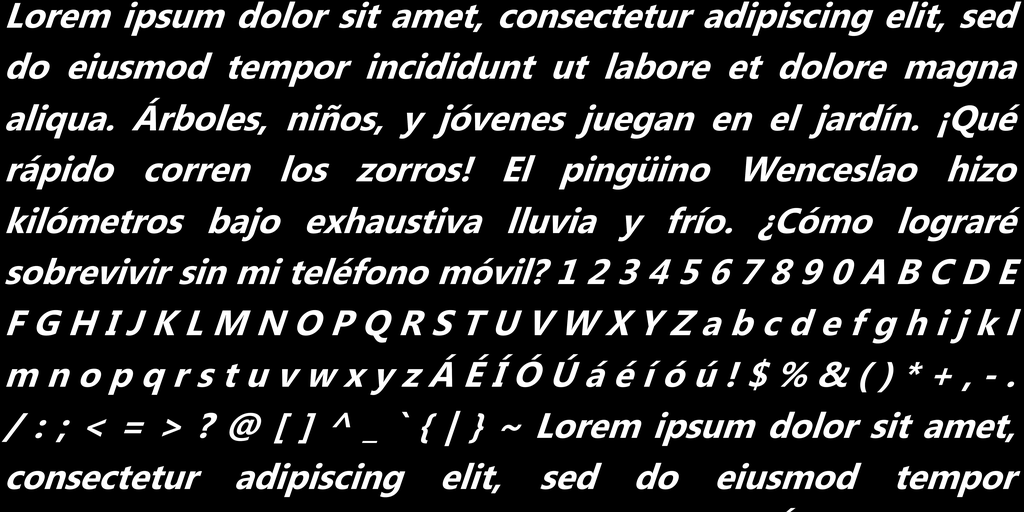 Lorem ipsum dolor sit amet, consectetur adipiscing elit, sed
do eiusmod tempor incididunt ut labore et dolore magna
aliqua. Árboles, niños, y jóvenes juegan en el jardín. ¡Qué
rápido corren los zorros! El pingüino Wenceslao hizo
kilómetros bajo exhaustiva lluvia y frío. ¿Cómo lograré
sobrevivir sin mi teléfono móvil? 1 2 3 4 5 6 7 8 9 0 A B C D E
F G H I J K L M N O P Q R S T U V W X Y Z a b c d e f g h i j k l
m n o p q r s t u v w x y z Á É Í Ó Ú á é í ó ú ! $ % & ( ) * + , - .
/ : ; < = > ? @ [ ] ^ _ ` { | } ~ Lorem ipsum dolor sit amet,
consectetur adipiscing elit, sed do eiusmod tempor